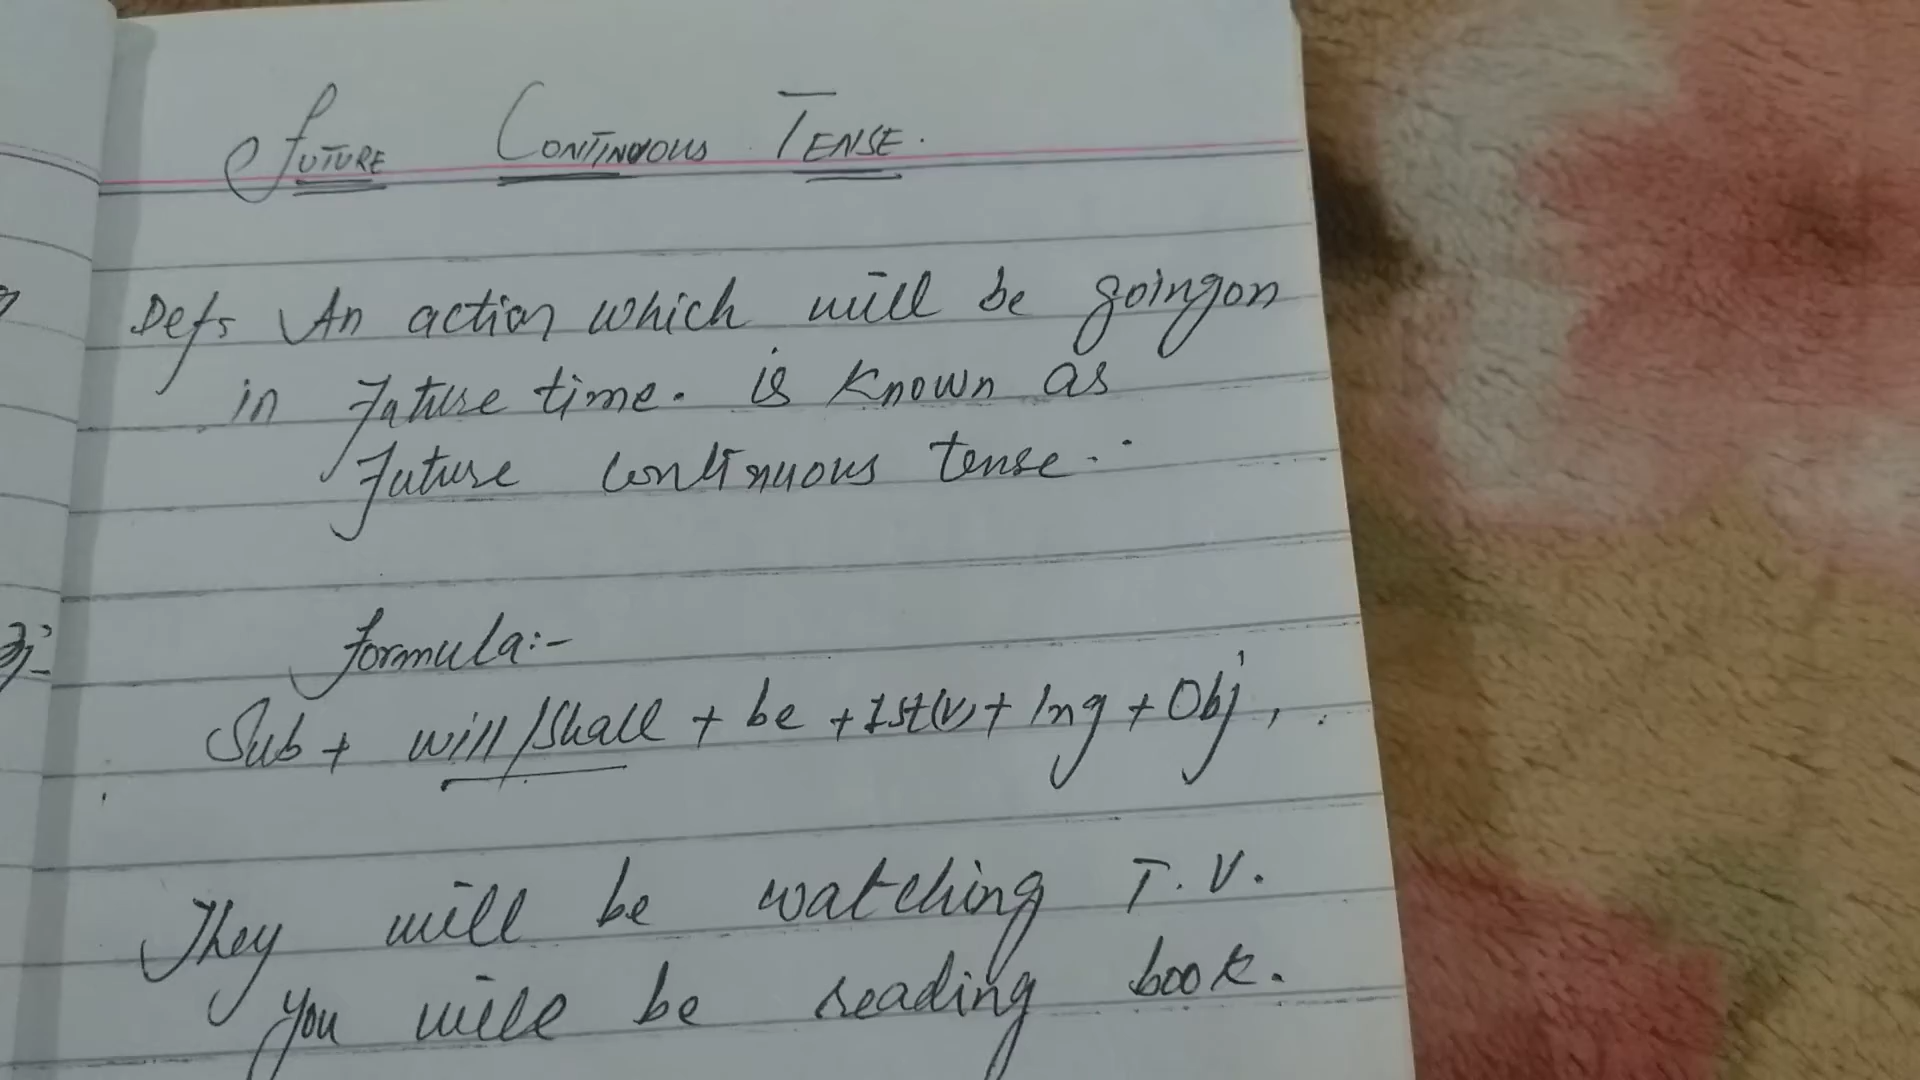 FUTURE CONTINUOUS TENSE.
Def: An action which will be goingon
in Future time. is known as
Future continuous tense.
formula:-
Sub + will/Shall + be + 1st(V) + Ing + Obj,
They will be watching T.V.
You will be reading book.